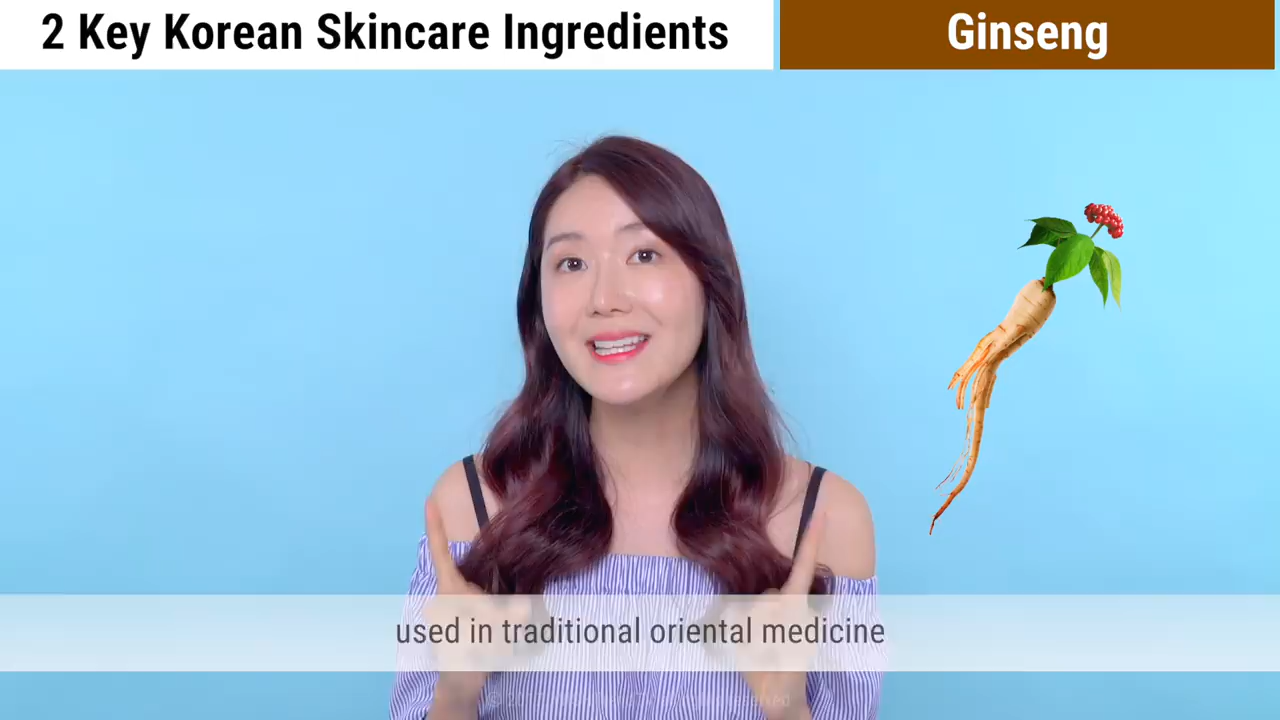 2 Key Korean Skincare Ingredients
Ginseng
used in traditional oriental medicine